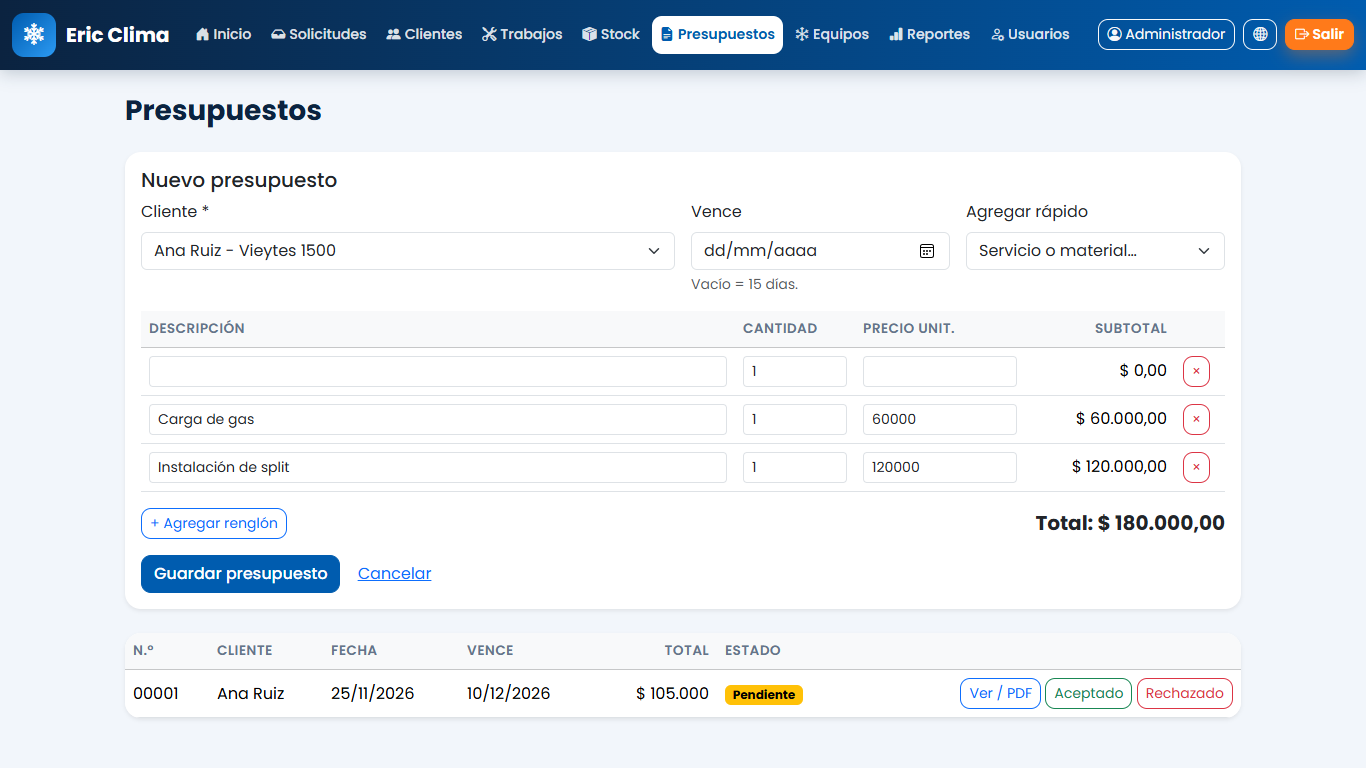 Eric Clima Inicio Solicitudes Clientes Trabajos Stock Presupuestos Equipos Reportes Usuarios Administrador Salir
Presupuestos
Nuevo presupuesto
Cliente * Vence Agregar rápido
Ana Ruiz - Vieytes 1500 dd/mm/aaaa Servicio o material...
Vacío = 15 días.
DESCRIPCIÓN CANTIDAD PRECIO UNIT. SUBTOTAL
1 $ 0,00 ×
Carga de gas 1 60000 $ 60.000,00 ×
Instalación de split 1 120000 $ 120.000,00 ×
+ Agregar renglón Total: $ 180.000,00
Guardar presupuesto Cancelar
N.º CLIENTE FECHA VENCE TOTAL ESTADO
00001 Ana Ruiz 25/11/2026 10/12/2026 $ 105.000 Pendiente Ver / PDF Aceptado Rechazado